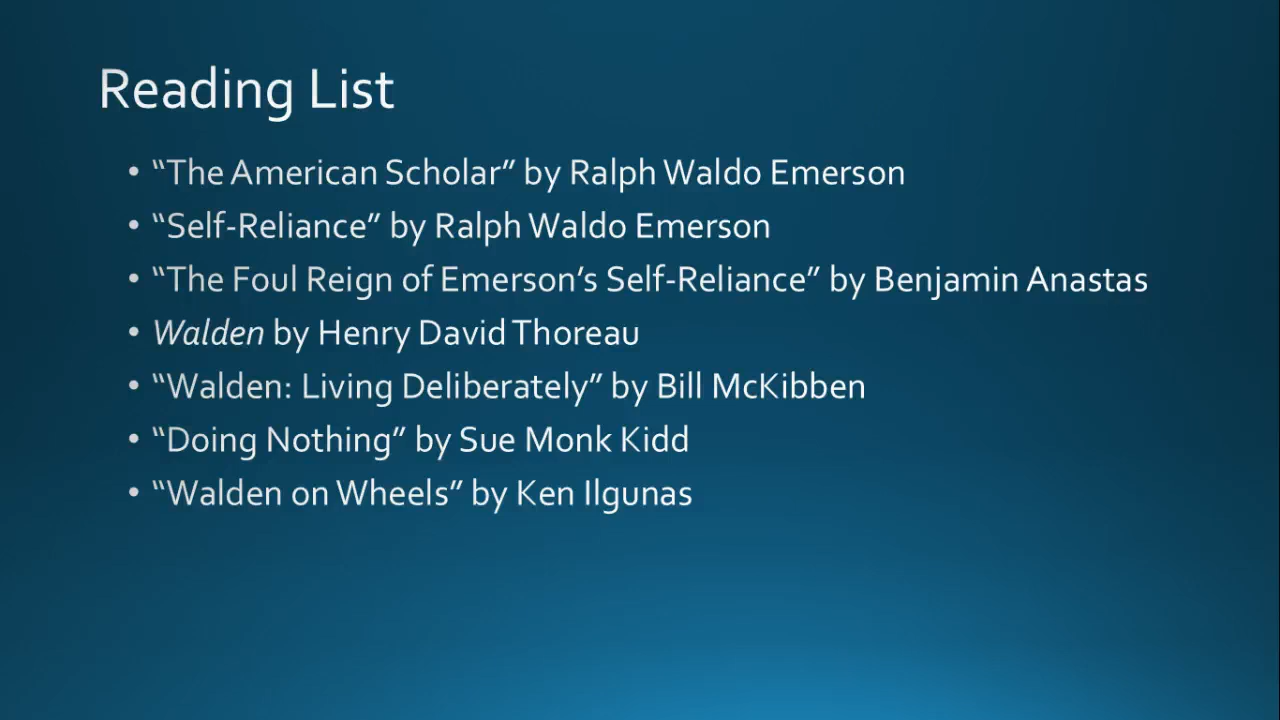 Reading List
• “The American Scholar” by Ralph Waldo Emerson
• “Self-Reliance” by Ralph Waldo Emerson
• “The Foul Reign of Emerson’s Self-Reliance” by Benjamin Anastas
• Walden by Henry David Thoreau
• “Walden: Living Deliberately” by Bill McKibben
• “Doing Nothing” by Sue Monk Kidd
• “Walden on Wheels” by Ken Ilgunas